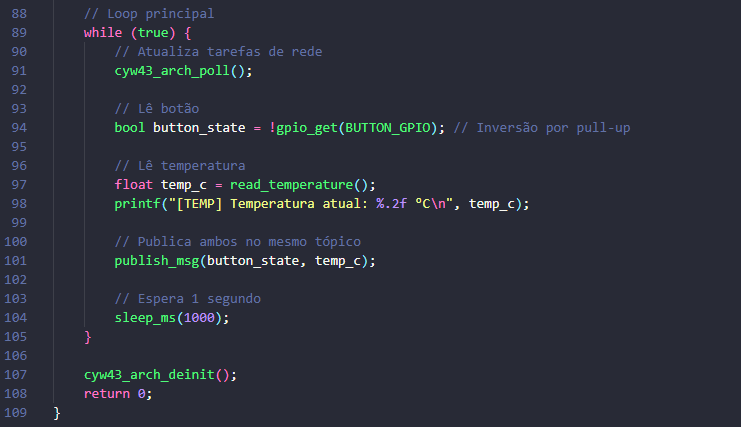 88 // Loop principal
89 while (true) {
90 // Atualiza tarefas de rede
91 cyw43_arch_poll();
92
93 // Lê botão
94 bool button_state = !gpio_get(BUTTON_GPIO); // Inversão por pull-up
95
96 // Lê temperatura
97 float temp_c = read_temperature();
98 printf("[TEMP] Temperatura atual: %.2f °C\n", temp_c);
99
100 // Publica ambos no mesmo tópico
101 publish_msg(button_state, temp_c);
102
103 // Espera 1 segundo
104 sleep_ms(1000);
105 }
106
107 cyw43_arch_deinit();
108 return 0;
109 }